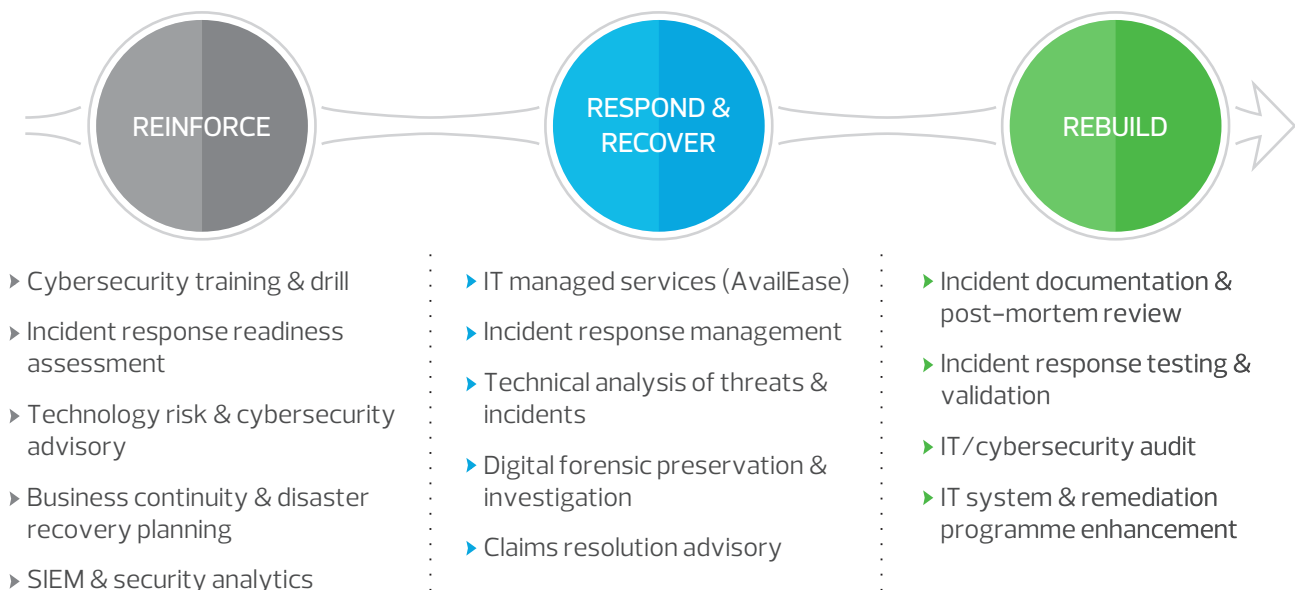 REINFORCE
RESPOND &
RECOVER
REBUILD
Cybersecurity training & drill
Incident response readiness
assessment
Technology risk & cybersecurity
advisory
Business continuity & disaster
recovery planning
SIEM & security analytics
IT managed services (AvailEase)
Incident response management
Technical analysis of threats &
incidents
Digital forensic preservation &
investigation
Claims resolution advisory
Incident documentation &
post-mortem review
Incident response testing &
validation
IT/cybersecurity audit
IT system & remediation
programme enhancement